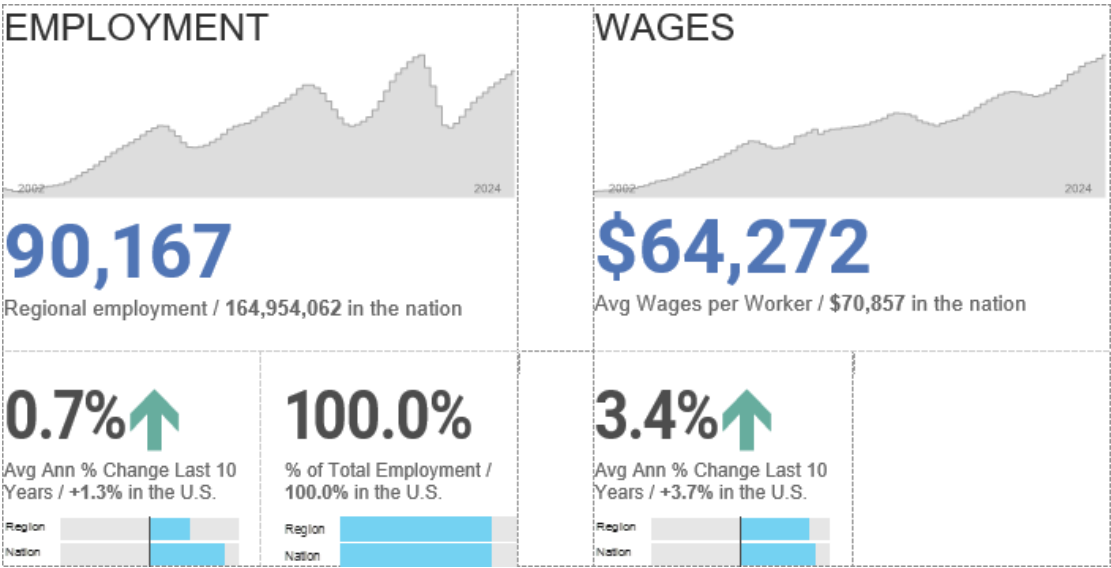 EMPLOYMENT
2002
2024
90,167
Regional employment / 164,954,062 in the nation
0.7%
Avg Ann % Change Last 10
Years / +1.3% in the U.S.
Region
Nation
100.0%
% of Total Employment /
100.0% in the U.S.
Region
Nation
WAGES
2002
2024
$64,272
Avg Wages per Worker / $70,857 in the nation
3.4%
Avg Ann % Change Last 10
Years / +3.7% in the U.S.
Region
Nation